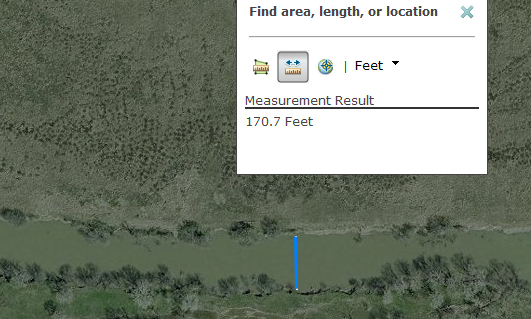 Find area, length, or location
| Feet
Measurement Result
170.7 Feet